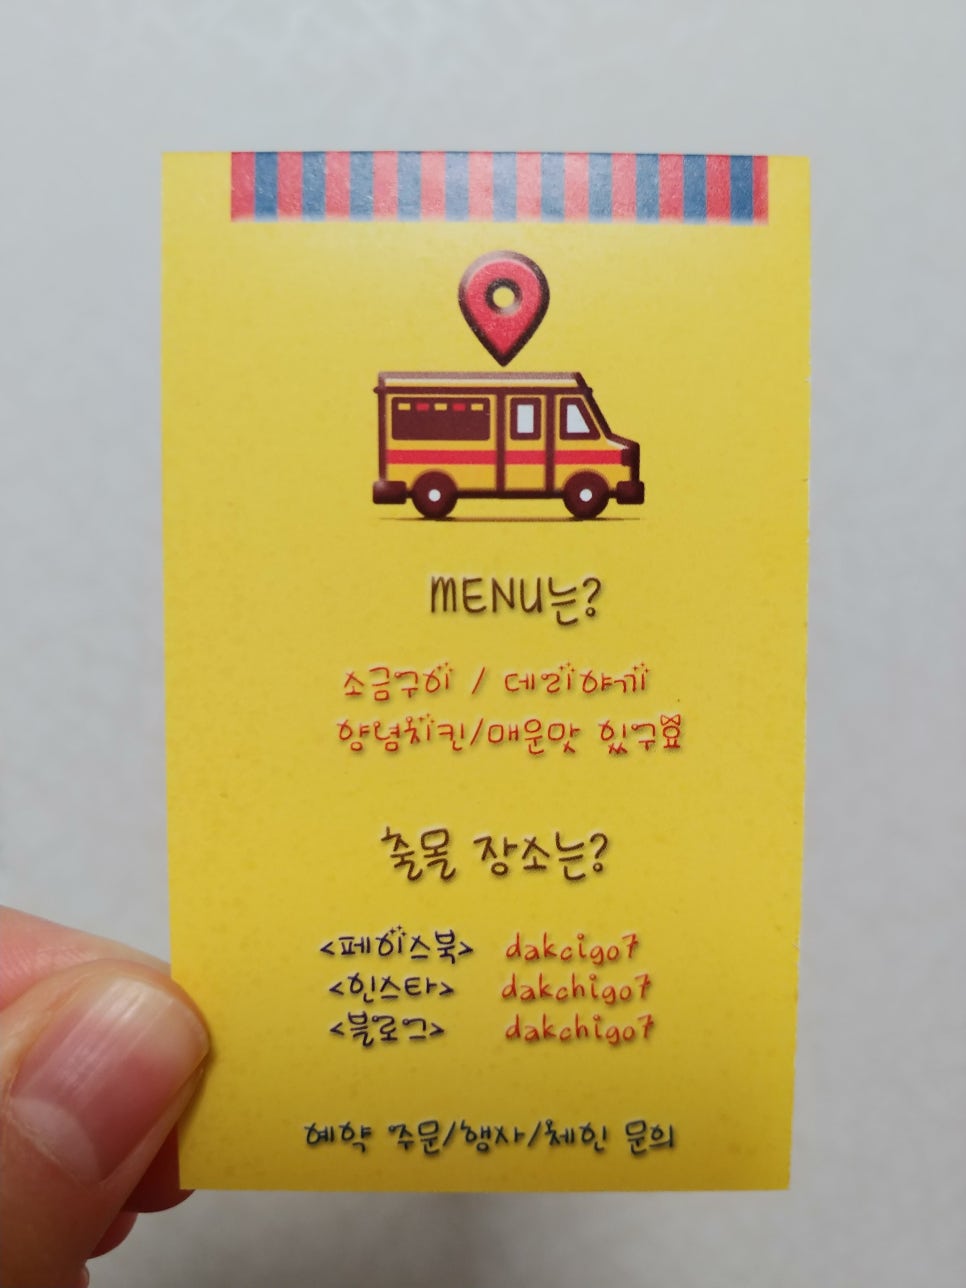 MENU는?
소금구이 / 데리야끼
양념치킨/매운맛 있구요
출몰 장소는?
<페이스북> dakcigo7
<인스타> dakchigo7
<블로그> dakchigo7
예약 주문/행사/체인 문의